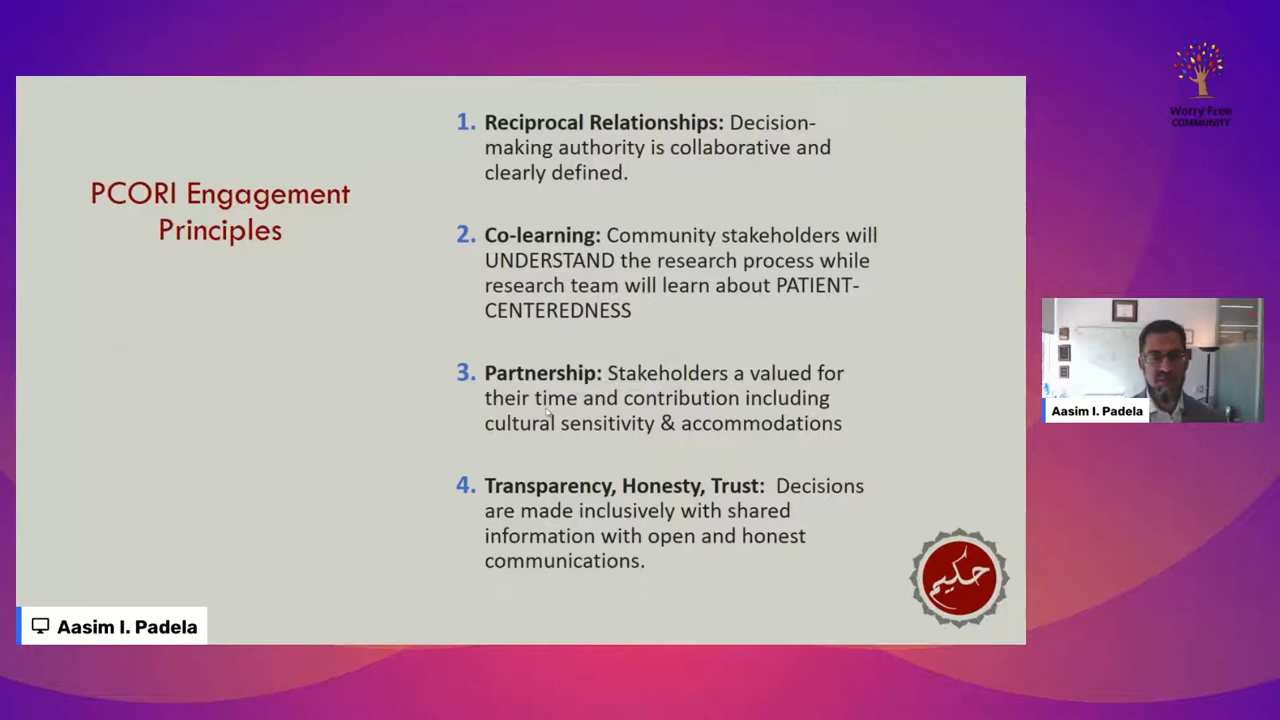 Worry Free
COMMUNITY
PCORI Engagement
Principles
1. Reciprocal Relationships: Decision-
making authority is collaborative and
clearly defined.
2. Co-learning: Community stakeholders will
UNDERSTAND the research process while
research team will learn about PATIENT-
CENTEREDNESS
3. Partnership: Stakeholders a valued for
their time and contribution including
cultural sensitivity & accommodations
4. Transparency, Honesty, Trust: Decisions
are made inclusively with shared
information with open and honest
communications.
حكيم
Aasim I. Padela
Aasim I. Padela